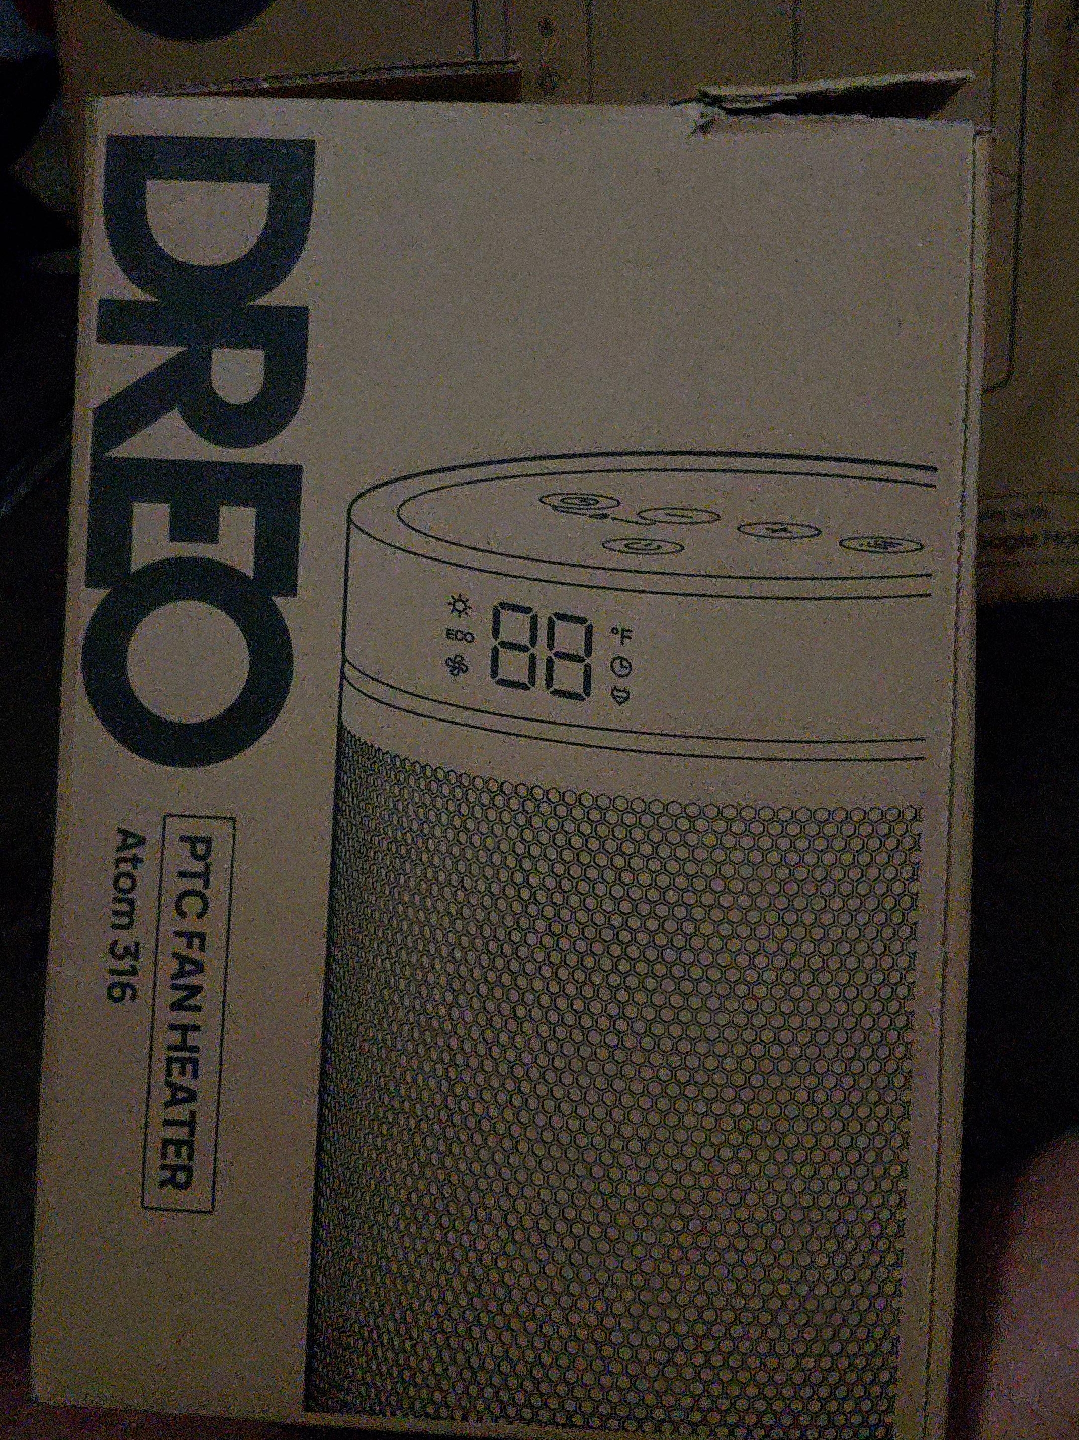 DREO
PTC FAN HEATER
Atom 316
ECO
88
°F